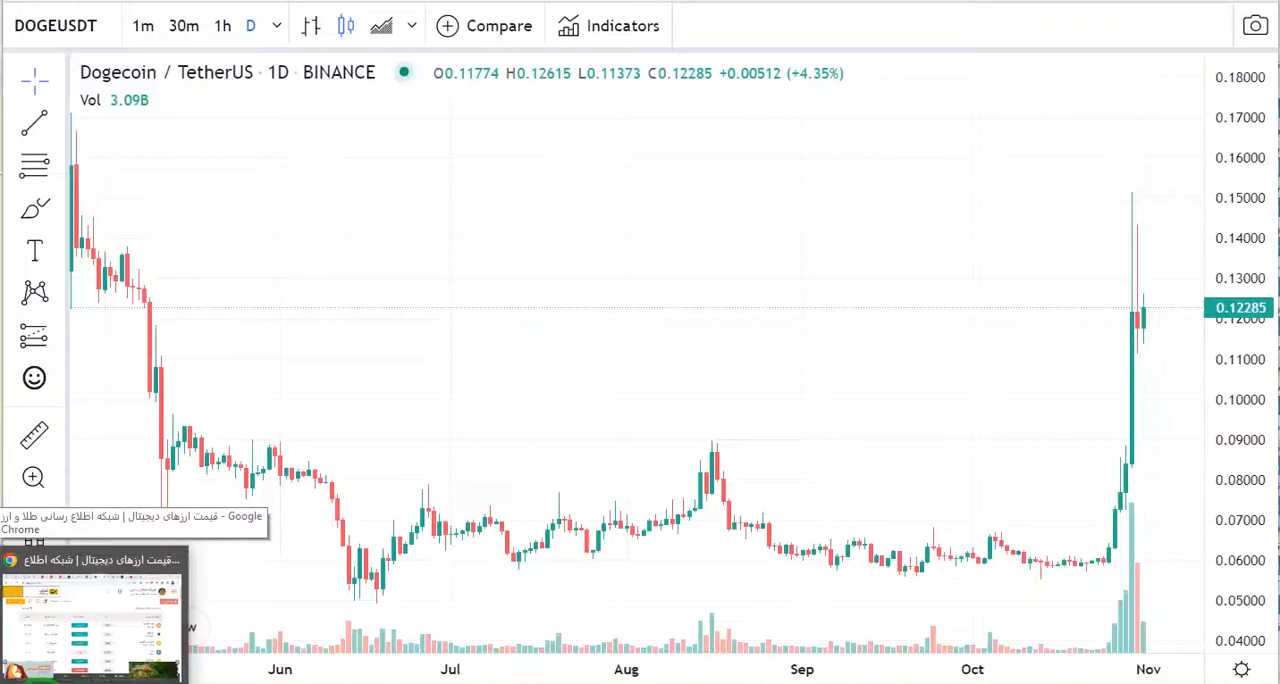 DOGEUSDT 1m 30m 1h D Compare Indicators
Dogecoin / TetherUS · 1D · BINANCE O0.11774 H0.12615 L0.11373 C0.12285 +0.00512 (+4.35%)
Vol 3.09B
0.18000
0.17000
0.16000
0.15000
0.14000
0.13000
0.12285
0.12000
0.11000
0.10000
0.09000
0.08000
0.07000
0.06000
0.05000
0.04000
قیمت ارزهای دیجیتال | شبکه اطلاع رسانی طلا و ارز - Google
Chrome
قیمت ارزهای دیجیتال | شبکه اطلاع...
w
Jun Jul Aug Sep Oct Nov